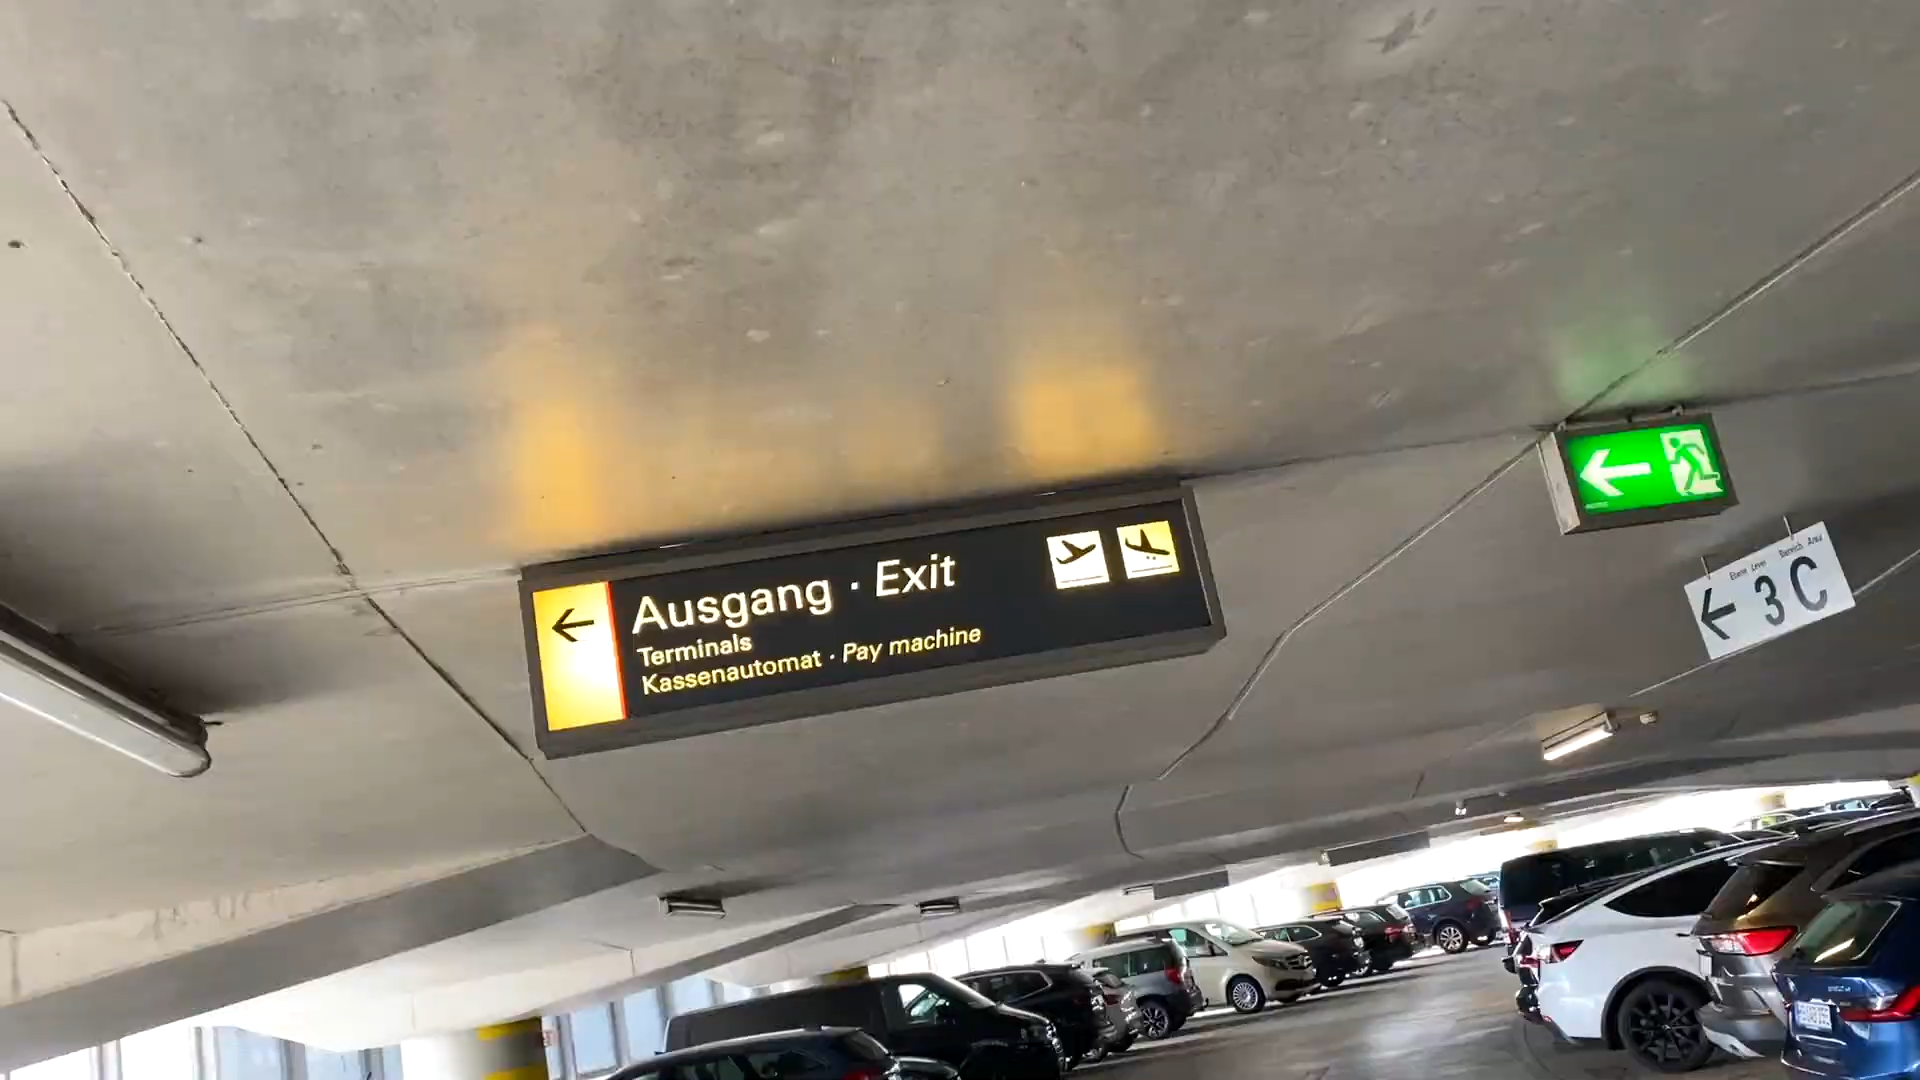 Ausgang · Exit
Terminals
Kassenautomat · Pay machine
Ebene Level
Bereich Area
3 C